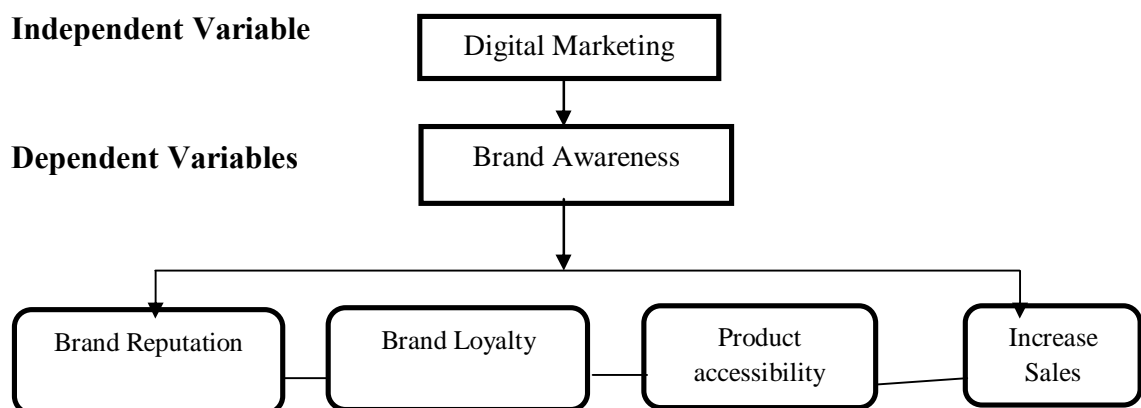 Independent Variable
Digital Marketing
Dependent Variables
Brand Awareness
Brand Reputation
Brand Loyalty
Product
accessibility
Increase
Sales